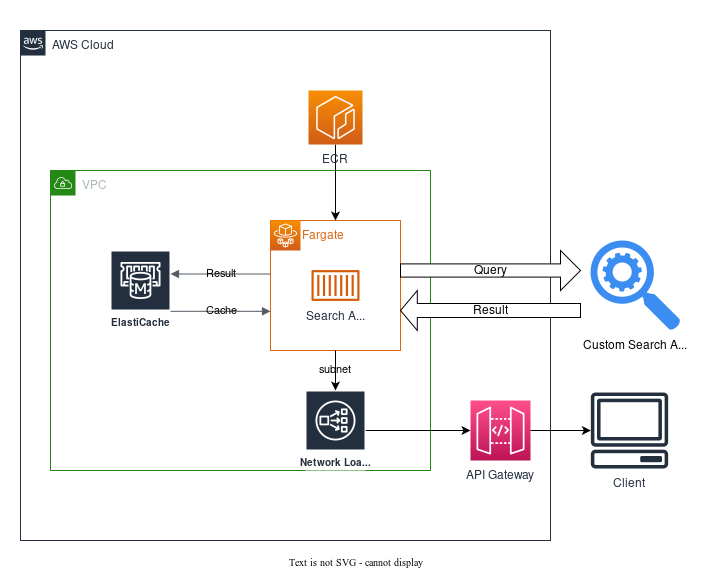 aws
AWS Cloud
ECR
VPC
Fargate
Result
Query
M
Search A...
Cache
Result
ElastiCache
Custom Search A...
subnet
</>
Network Loa...
API Gateway
Client
Text is not SVG - cannot display